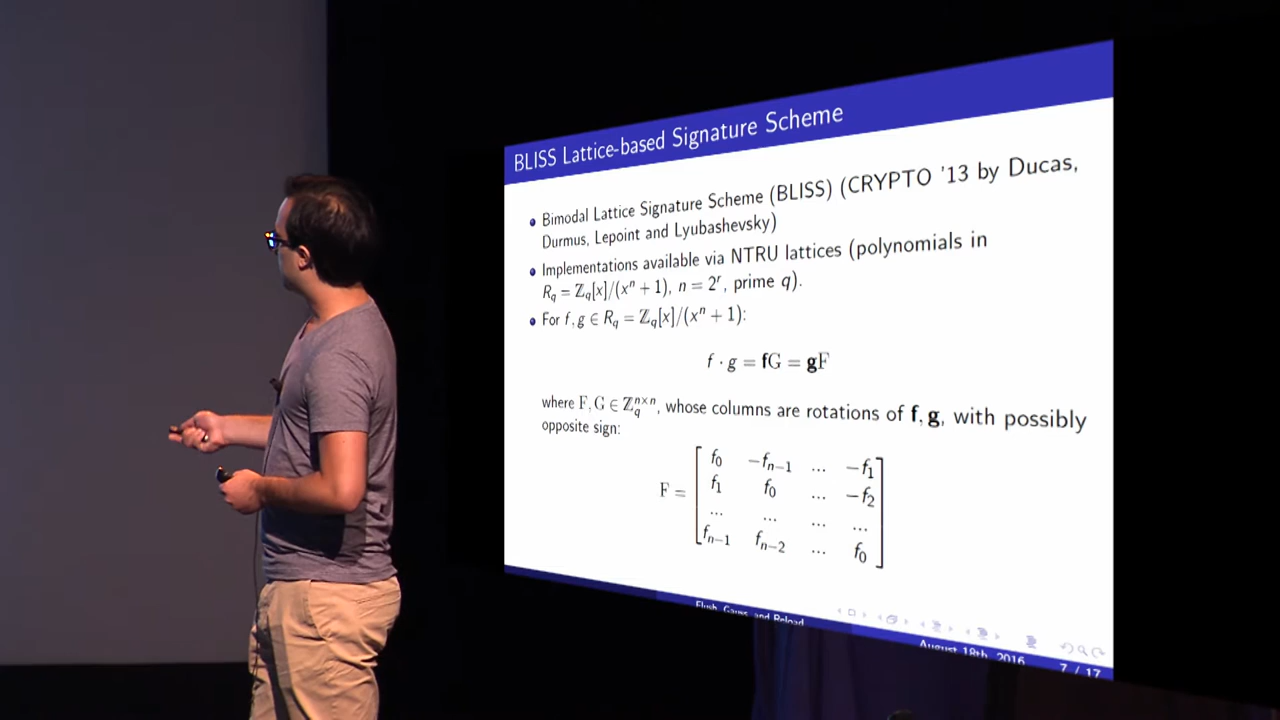 BLISS Lattice-based Signature Scheme
Bimodal Lattice Signature Scheme (BLISS) (CRYPTO '13 by Ducas,
Durmus, Lepoint and Lyubashevsky)
Implementations available via NTRU lattices (polynomials in
R_q = ℤ_q[x]/(x^n + 1), n = 2^r, prime q).
For f, g ∈ R_q = ℤ_q[x]/(x^n + 1):
f · g = fG = gF
where F, G ∈ ℤ_q^{n×n}, whose columns are rotations of f, g, with possibly
opposite sign:
f_0 −f_{n−1} ... −f_1
f_1 f_0 ... −f_2
F =
... ... ... ...
f_{n−1} f_{n−2} ... f_0
Flush, Gauss, and Reload
August 18th, 2016 7 / 17